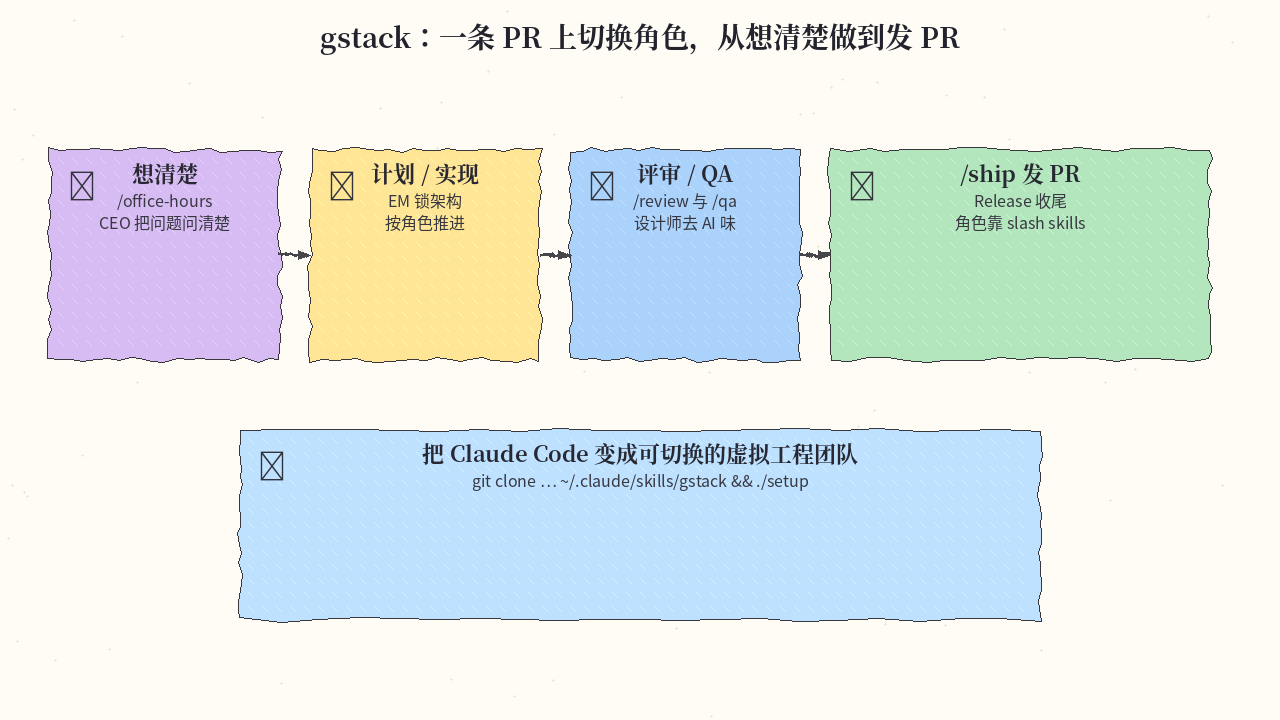 gstack：一条 PR 上切换角色，从想清楚做到发 PR
想清楚
/office-hours
CEO 把问题问清楚
计划 / 实现
EM 锁架构
按角色推进
评审 / QA
/review 与 /qa
设计师去 AI 味
/ship 发 PR
Release 收尾
角色靠 slash skills
把 Claude Code 变成可切换的虚拟工程团队
git clone … ~/.claude/skills/gstack && ./setup